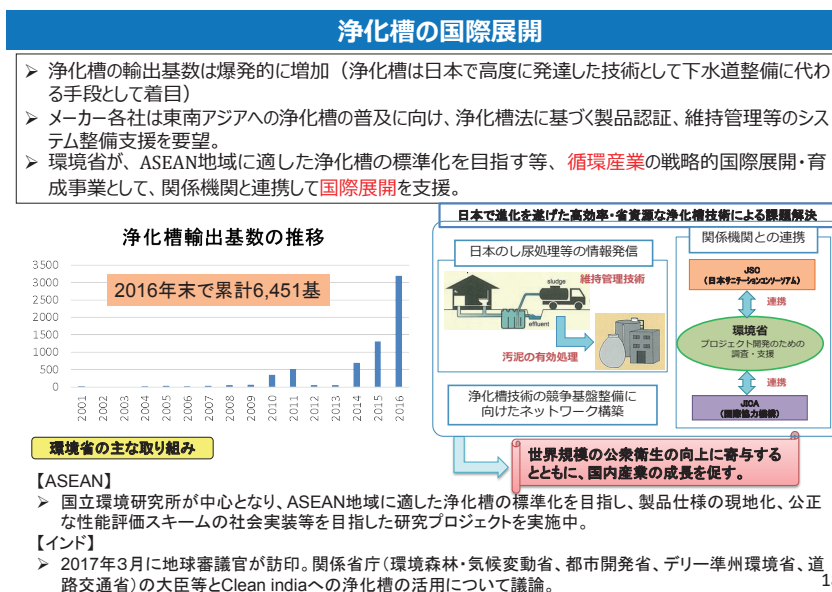 浄化槽の国際展開
➢ 浄化槽の輸出基数は爆発的に増加（浄化槽は日本で高度に発達した技術として下水道整備に代わ
る手段として着目）
➢ メーカー各社は東南アジアへの浄化槽の普及に向け、浄化槽法に基づく製品認証、維持管理等のシス
テム整備支援を要望。
➢ 環境省が、ASEAN地域に適した浄化槽の標準化を目指す等、循環産業の戦略的国際展開・育
成事業として、関係機関と連携して国際展開を支援。
浄化槽輸出基数の推移
2016年末で累計6,451基
3500
3000
2500
2000
1500
1000
500
0
2001 2002 2003 2004 2005 2006 2007 2008 2009 2010 2011 2012 2013 2014 2015 2016
日本で進化を遂げた高効率・省資源な浄化槽技術による課題解決
日本のし尿処理等の情報発信
sludge
維持管理技術
effluent
汚泥の有効処理
浄化槽技術の競争基盤整備に
向けたネットワーク構築
関係機関との連携
JSC
（日本サニテーションコンソーリアム）
連携
環境省
プロジェクト開発のための
調査・支援
連携
JICA
（国際協力機構）
世界規模の公衆衛生の向上に寄与する
とともに、国内産業の成長を促す。
環境省の主な取り組み
【ASEAN】
➢ 国立環境研究所が中心となり、ASEAN地域に適した浄化槽の標準化を目指し、製品仕様の現地化、公正
な性能評価スキームの社会実装等を目指した研究プロジェクトを実施中。
【インド】
➢ 2017年3月に地球審議官が訪印。関係省庁（環境森林・気候変動省、都市開発省、デリー準州環境省、道
路交通省）の大臣等とClean indiaへの浄化槽の活用について議論。